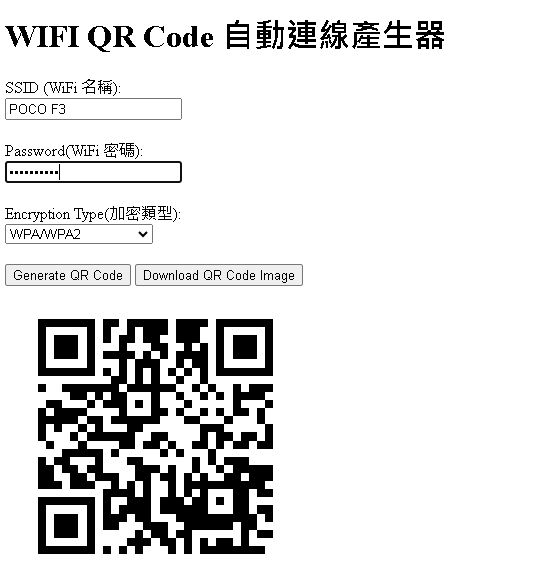 WIFI QR Code 自動連線產生器
SSID (WiFi 名稱):
POCO F3
Password(WiFi 密碼):
••••••••••
Encryption Type(加密類型):
WPA/WPA2
Generate QR Code Download QR Code Image